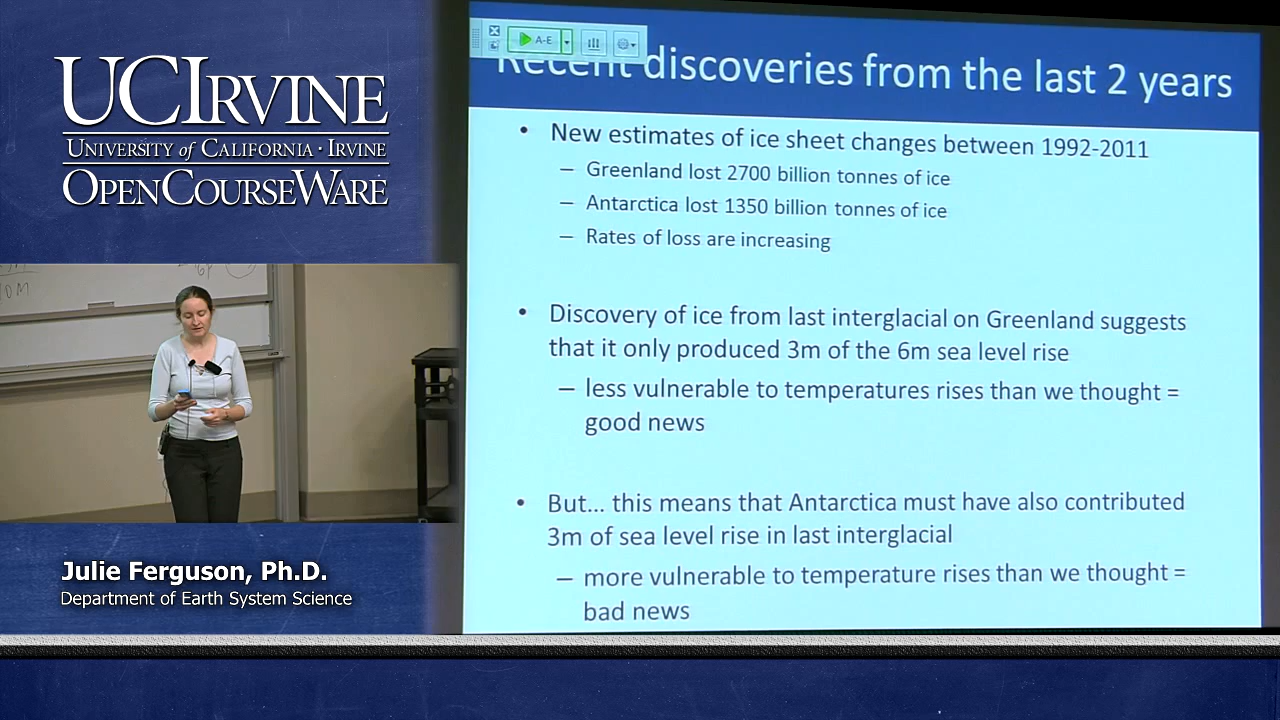 UCIRVINE
UNIVERSITY of CALIFORNIA · IRVINE
OPENCOURSEWARE
Julie Ferguson, Ph.D.
Department of Earth System Science
A-E
Recent discoveries from the last 2 years
• New estimates of ice sheet changes between 1992-2011
– Greenland lost 2700 billion tonnes of ice
– Antarctica lost 1350 billion tonnes of ice
– Rates of loss are increasing
• Discovery of ice from last interglacial on Greenland suggests
that it only produced 3m of the 6m sea level rise
– less vulnerable to temperatures rises than we thought =
good news
• But... this means that Antarctica must have also contributed
3m of sea level rise in last interglacial
– more vulnerable to temperature rises than we thought =
bad news